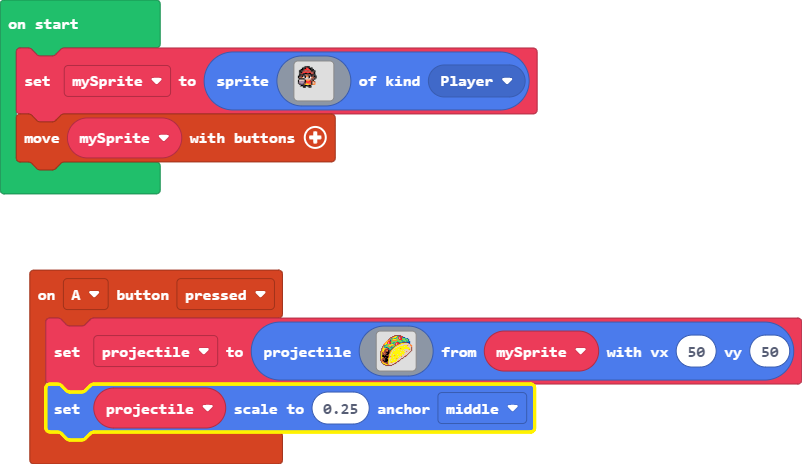 on start
set mySprite to sprite of kind Player
move mySprite with buttons
on A button pressed
set projectile to projectile from mySprite with vx 50 vy 50
set projectile scale to 0.25 anchor middle